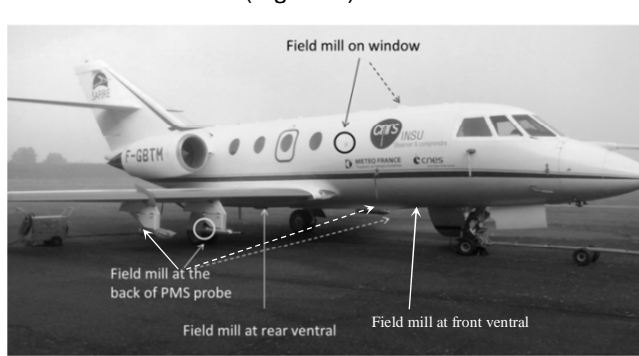 Field mill on window
SAFIRE
F-GBTM
cnrs
INSU
METEO FRANCE
cnes
Field mill at the
back of PMS probe
Field mill at rear ventral
Field mill at front ventral